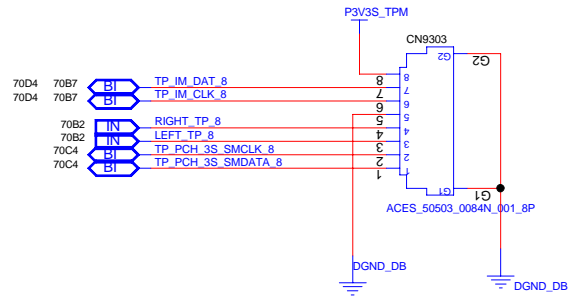 P3V3S_TPM
CN9303
G2
G2
8
8
70D4 70B7 BI TP_IM_DAT_8 7 7
70D4 70B7 BI TP_IM_CLK_8 6
6 5
70B2 IN RIGHT_TP_8 5 4
70B2 IN LEFT_TP_8 4 3
70C4 BI TP_PCH_3S_SMCLK_8 3 2
70C4 BI TP_PCH_3S_SMDATA_8 2 1
1
G1
G1
ACES_50503_0084N_001_8P
DGND_DB
DGND_DB